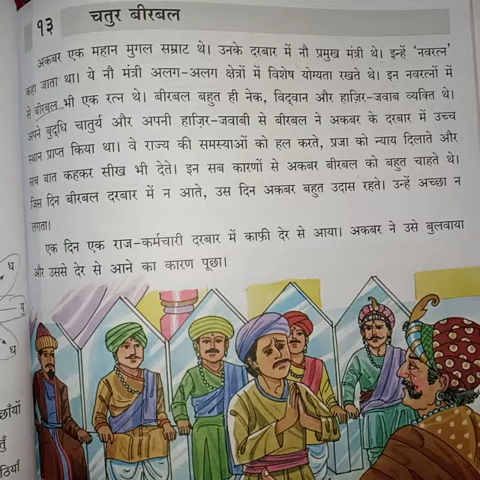 १३ चतुर बीरबल
अकबर एक महान मुगल सम्राट थे। उनके दरबार में नौ प्रमुख मंत्री थे। इन्हें ‘नवरत्न’
कहा जाता था। ये नौ मंत्री अलग-अलग क्षेत्रों में विशेष योग्यता रखते थे। इन नवरत्नों में
से बीरबल भी एक रत्न थे। बीरबल बहुत ही नेक, विद्वान और हाज़िर-जवाब व्यक्ति थे।
अपने बुद्धि चातुर्य और अपनी हाज़िर-जवाबी से बीरबल ने अकबर के दरबार में उच्च
स्थान प्राप्त किया था। वे राज्य की समस्याओं को हल करते, प्रजा को न्याय दिलाते और
सच बात कहकर सीख भी देते। इन सब कारणों से अकबर बीरबल को बहुत चाहते थे।
जिस दिन बीरबल दरबार में न आते, उस दिन अकबर बहुत उदास रहते। उन्हें अच्छा न
लगता।
एक दिन एक राज-कर्मचारी दरबार में काफ़ी देर से आया। अकबर ने उसे बुलवाया
और उससे देर से आने का कारण पूछा।
ध
ध